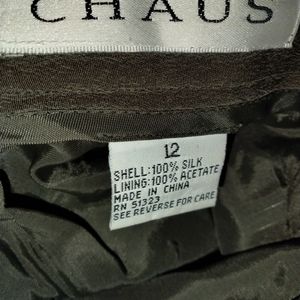 CHAUS
12
SHELL:100% SILK
LINING:100% ACETATE
MADE IN CHINA
RN 51323
SEE REVERSE FOR CARE